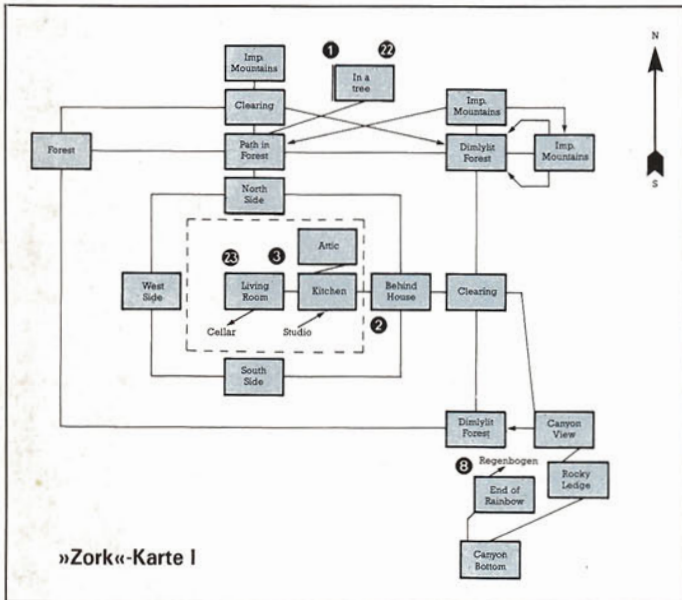 1
22
N
Imp.
Mountains
In a
tree
Clearing
Imp.
Mountains
Forest
Path in
Forest
Dimlylit
Forest
Imp.
Mountains
S
North
Side
23
3
Attic
West
Side
Living
Room
Kitchen
Behind
House
Clearing
Cellar
Studio
2
South
Side
Dimlylit
Forest
Canyon
View
8
Regenbogen
End of
Rainbow
Rocky
Ledge
»Zork«-Karte I
Canyon
Bottom